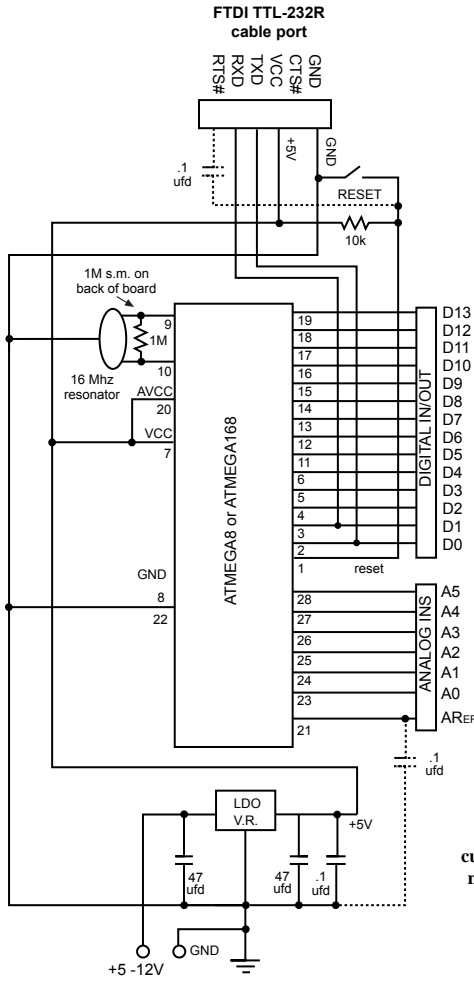 FTDI TTL-232R
cable port
RTS#
RXD
TXD
VCC
CTS#
GND
+5V
GND
.1
ufd
RESET
10k
1M s.m. on
back of board
9
1M
10
16 Mhz
resonator
AVCC
20
VCC
7
GND
8
22
ATMEGA8 or ATMEGA168
19
18
17
16
15
14
13
12
11
6
5
4
3
2
1
reset
DIGITAL IN/OUT
D13
D12
D11
D10
D9
D8
D7
D6
D5
D4
D3
D2
D1
D0
28
27
26
25
24
23
21
ANALOG INS
A5
A4
A3
A2
A1
A0
AREF
.1
ufd
LDO
V.R.
+5V
47
ufd
47
ufd
.1
ufd
+5 -12V
GND